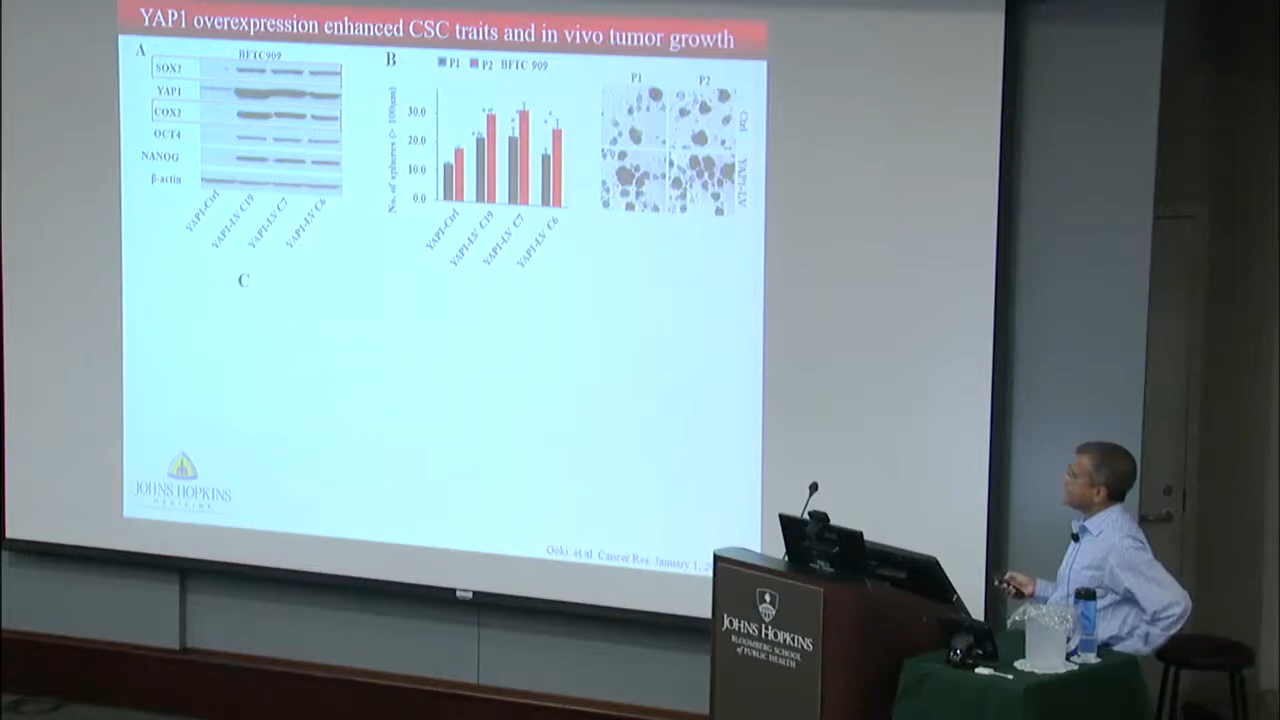 YAP1 overexpression enhanced CSC traits and in vivo tumor growth
A
BFTC909
SOX2
YAP1
COX2
OCT4
NANOG
β-actin
YAP1-Ctrl
YAP1-LV C19
YAP1-LV C7
YAP1-LV C6
B
P1 P2 BFTC 909
No. of spheres (> 100μm)
30.0
20.0
10.0
0.0
YAP1-Ctrl
YAP1-LV C19
YAP1-LV C7
YAP1-LV C6
P1 P2
Ctrl
YAP1-LV
C
JOHNS HOPKINS
MEDICINE
Ooki. et al. Cancer Res. January 1,
JOHNS HOPKINS
BLOOMBERG SCHOOL
of PUBLIC HEALTH